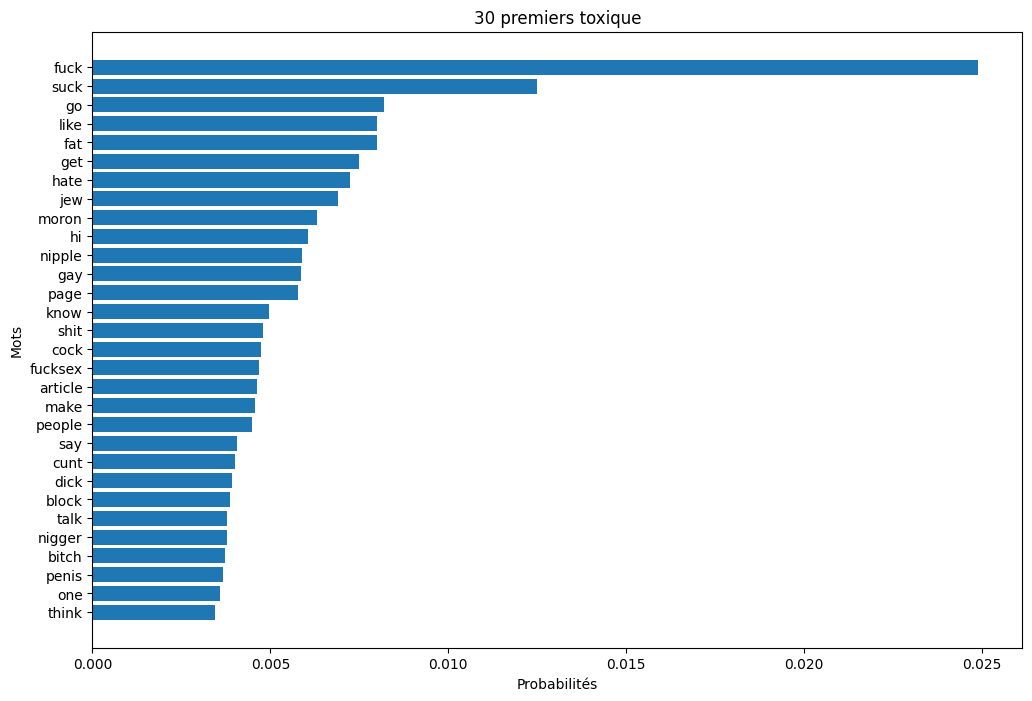 30 premiers toxique
fuck
suck
go
like
fat
get
hate
jew
moron
hi
nipple
gay
page
know
shit
cock
fucksex
article
make
people
say
cunt
dick
block
talk
nigger
bitch
penis
one
think
Mots
0.000 0.005 0.010 0.015 0.020 0.025
Probabilités